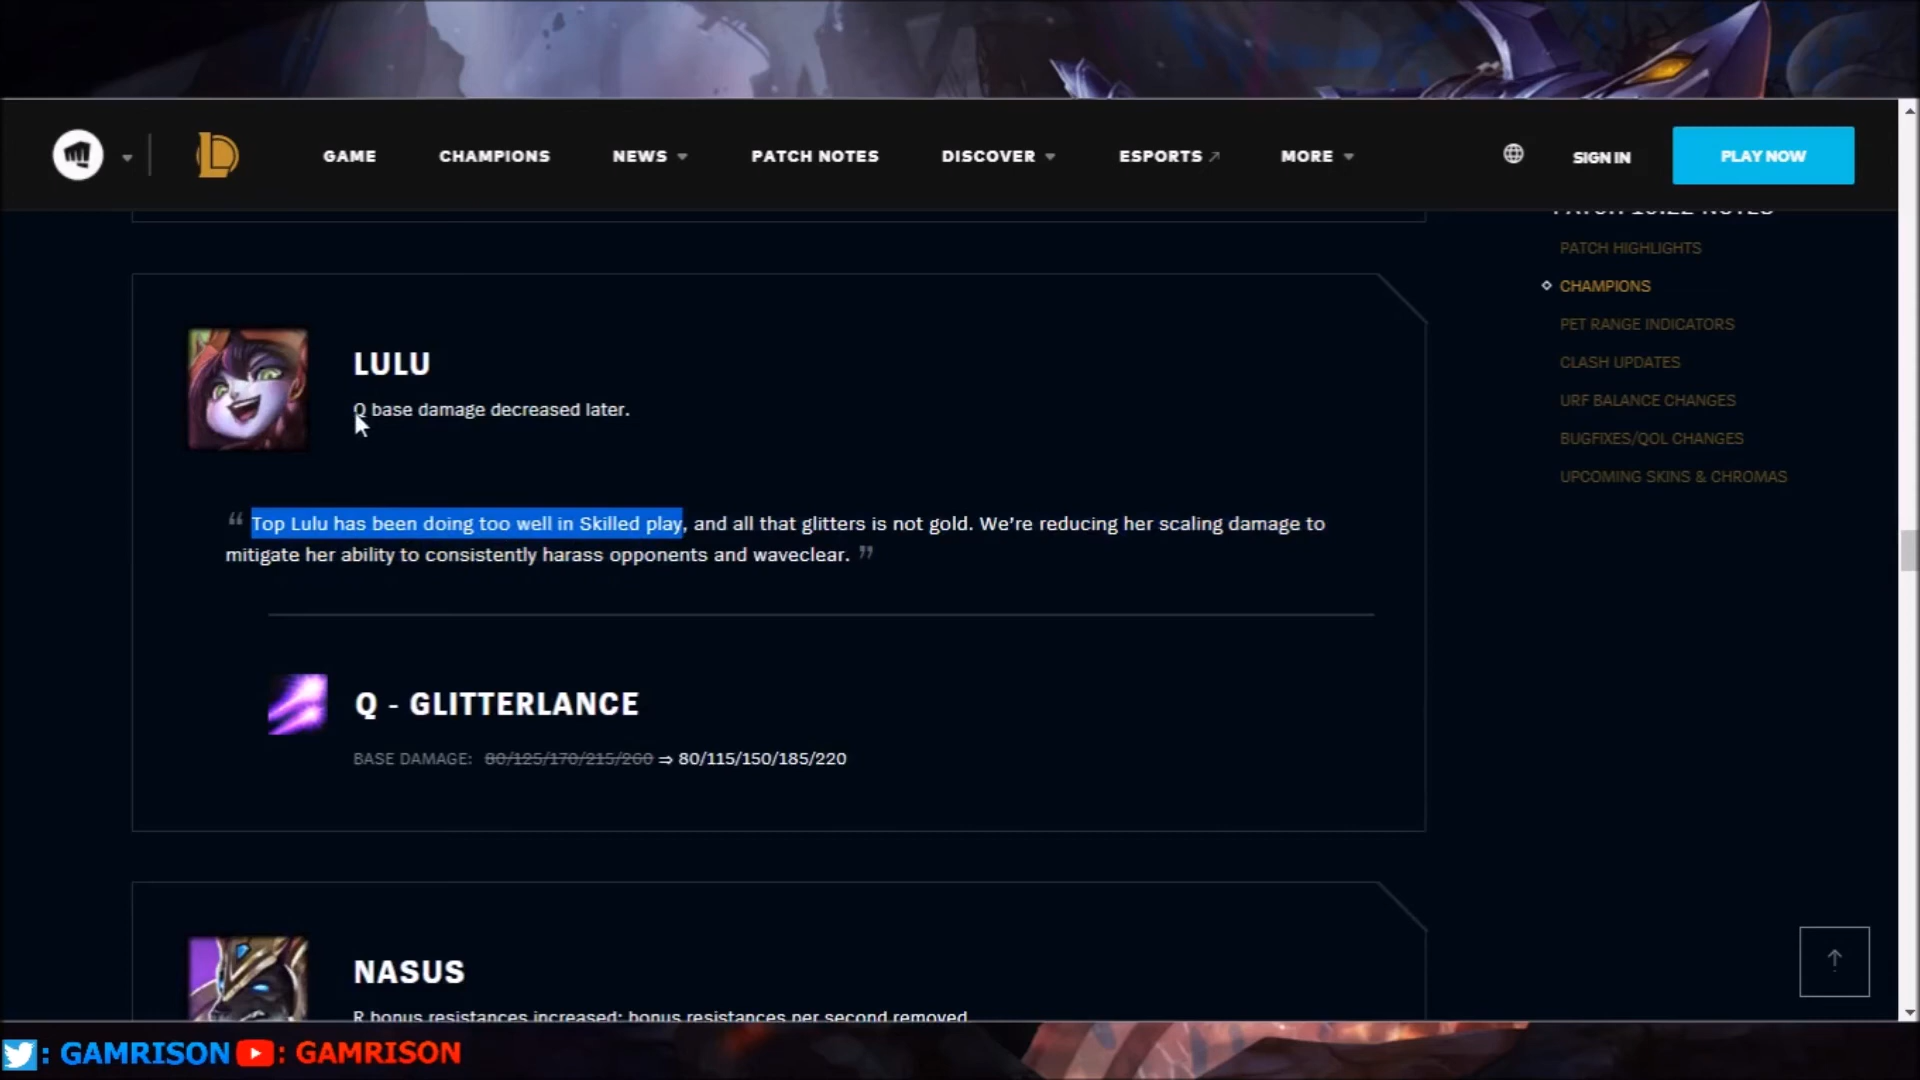 GAME CHAMPIONS NEWS PATCH NOTES DISCOVER ESPORTS MORE SIGN IN PLAY NOW
PATCH 10.22 NOTES
PATCH HIGHLIGHTS
CHAMPIONS
PET RANGE INDICATORS
CLASH UPDATES
URF BALANCE CHANGES
BUGFIXES/QOL CHANGES
UPCOMING SKINS & CHROMAS
LULU
Q base damage decreased later.
“ Top Lulu has been doing too well in Skilled play, and all that glitters is not gold. We’re reducing her scaling damage to
mitigate her ability to consistently harass opponents and waveclear. ”
Q - GLITTERLANCE
BASE DAMAGE: 80/125/170/215/260 ⇒ 80/115/150/185/220
NASUS
R bonus resistances increased; bonus resistances per second removed.
: GAMRISON : GAMRISON